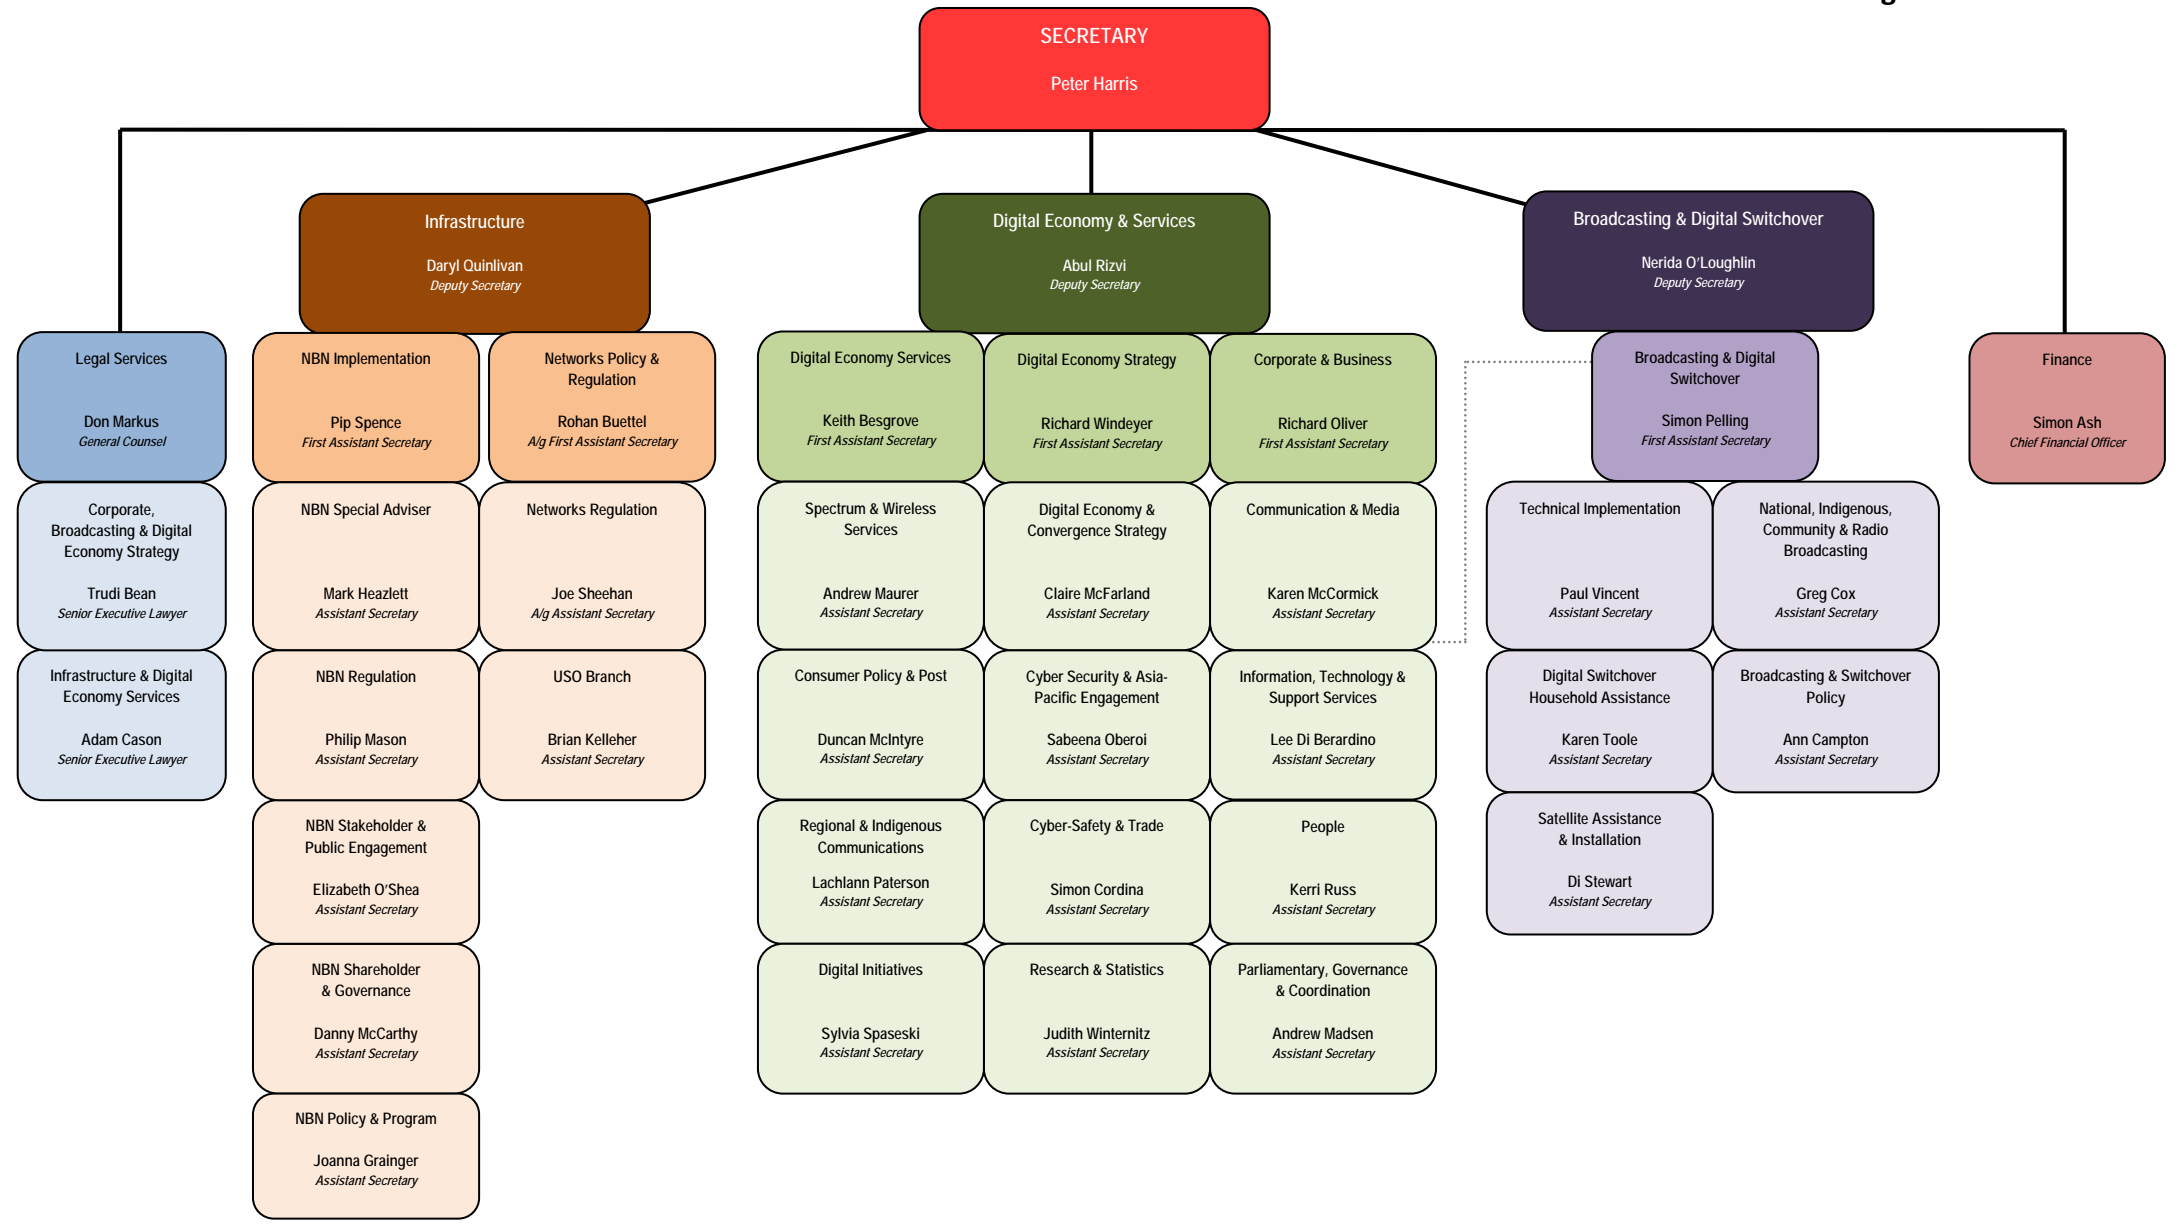 SECRETARY
Peter Harris
Infrastructure
Daryl Quinlivan
Deputy Secretary
Digital Economy & Services
Abul Rizvi
Deputy Secretary
Broadcasting & Digital Switchover
Nerida O'Loughlin
Deputy Secretary
Legal Services
Don Markus
General Counsel
Corporate,
Broadcasting & Digital
Economy Strategy
Trudi Bean
Senior Executive Lawyer
Infrastructure & Digital
Economy Services
Adam Cason
Senior Executive Lawyer
NBN Implementation
Pip Spence
First Assistant Secretary
NBN Special Adviser
Mark Heazlett
Assistant Secretary
NBN Regulation
Philip Mason
Assistant Secretary
NBN Stakeholder &
Public Engagement
Elizabeth O'Shea
Assistant Secretary
NBN Shareholder
& Governance
Danny McCarthy
Assistant Secretary
NBN Policy & Program
Joanna Grainger
Assistant Secretary
Networks Policy &
Regulation
Rohan Buettel
A/g First Assistant Secretary
Networks Regulation
Joe Sheehan
A/g Assistant Secretary
USO Branch
Brian Kelleher
Assistant Secretary
Digital Economy Services
Keith Besgrove
First Assistant Secretary
Spectrum & Wireless
Services
Andrew Maurer
Assistant Secretary
Consumer Policy & Post
Duncan McIntyre
Assistant Secretary
Regional & Indigenous
Communications
Lachlann Paterson
Assistant Secretary
Digital Initiatives
Sylvia Spaseski
Assistant Secretary
Digital Economy Strategy
Richard Windeyer
First Assistant Secretary
Digital Economy &
Convergence Strategy
Claire McFarland
Assistant Secretary
Cyber Security & Asia-
Pacific Engagement
Sabeena Oberoi
Assistant Secretary
Cyber-Safety & Trade
Simon Cordina
Assistant Secretary
Research & Statistics
Judith Winternitz
Assistant Secretary
Corporate & Business
Richard Oliver
First Assistant Secretary
Communication & Media
Karen McCormick
Assistant Secretary
Information, Technology &
Support Services
Lee Di Berardino
Assistant Secretary
People
Kerri Russ
Assistant Secretary
Parliamentary, Governance
& Coordination
Andrew Madsen
Assistant Secretary
Broadcasting & Digital
Switchover
Simon Pelling
First Assistant Secretary
Technical Implementation
Paul Vincent
Assistant Secretary
Digital Switchover
Household Assistance
Karen Toole
Assistant Secretary
Satellite Assistance
& Installation
Di Stewart
Assistant Secretary
National, Indigenous,
Community & Radio
Broadcasting
Greg Cox
Assistant Secretary
Broadcasting & Switchover
Policy
Ann Campton
Assistant Secretary
Finance
Simon Ash
Chief Financial Officer